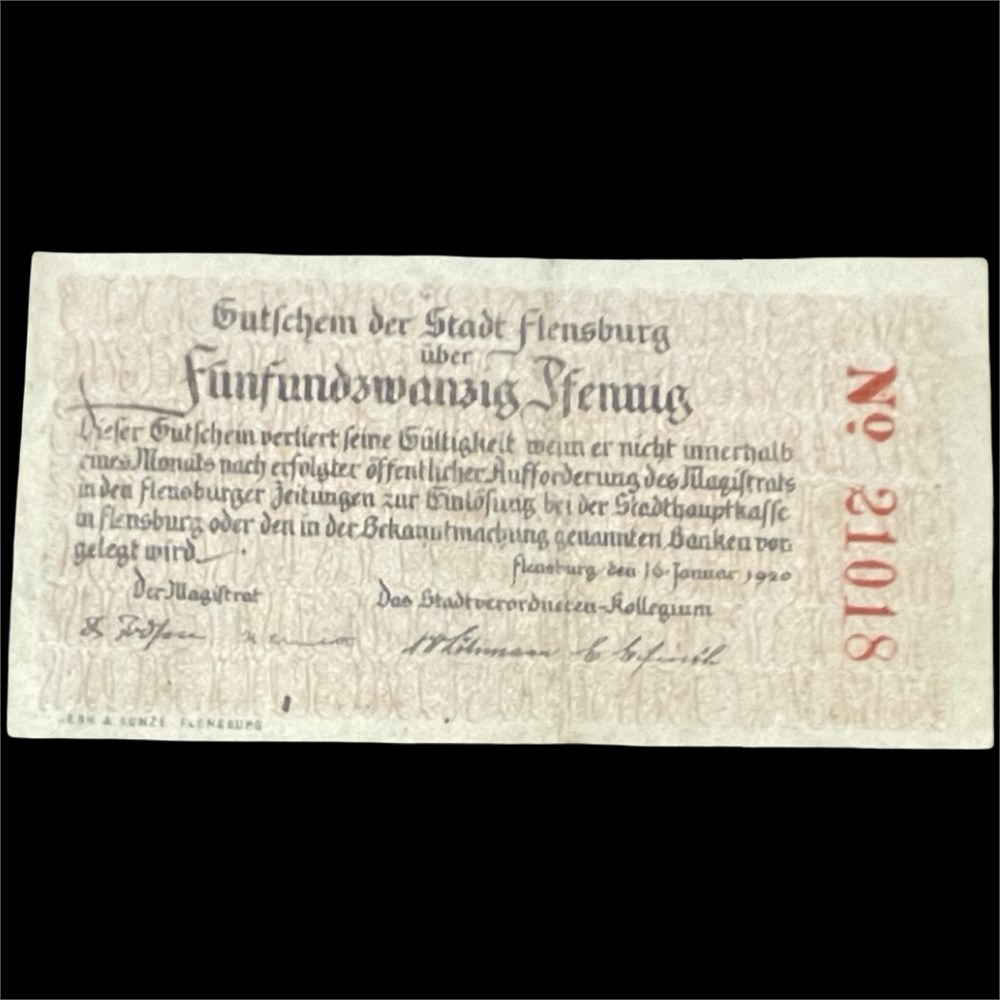 Gutschein der Stadt Flensburg
über
Fünfundzwanzig Pfennig
Dieser Gutschein verliert seine Gültigkeit wenn er nicht innerhalb
eines Monats nach erfolgter öffentlicher Aufforderung des Magistrats
in den Flensburger Zeitungen zur Einlösung bei der Stadthauptkasse
in Flensburg oder den in der Bekanntmachung genannten Banken vor-
gelegt wird.
Flensburg den 16 Januar 1920
Der Magistrat
Das Stadtverordneten-Kollegium
& KUNZE FLENSBURG
No 21018